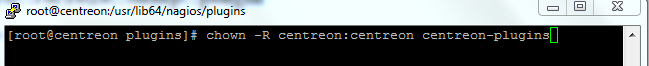 root@centreon:/usr/lib64/nagios/plugins
[root@centreon plugins]# chown -R centreon:centreon centreon-plugins